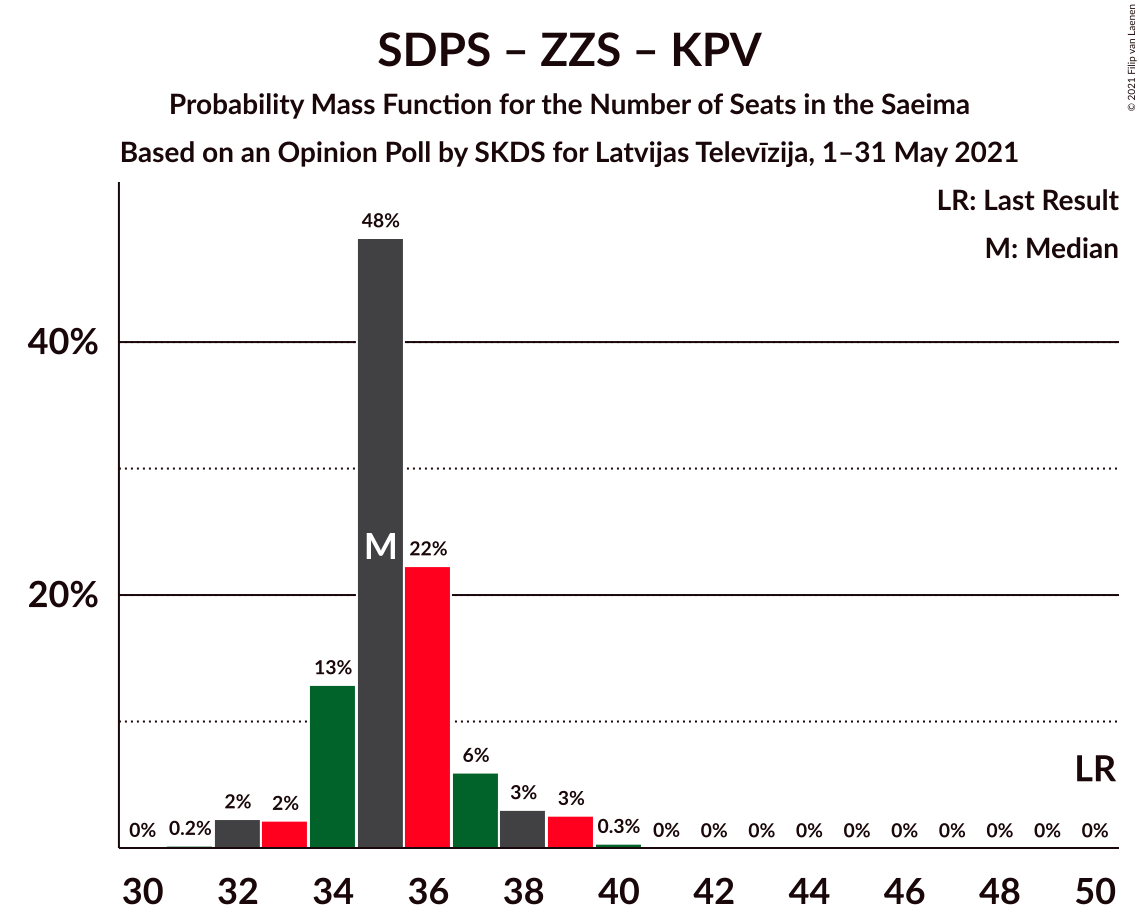 SDPS – ZZS – KPV
Probability Mass Function for the Number of Seats in the Saeima
Based on an Opinion Poll by SKDS for Latvijas Televīzija, 1–31 May 2021
© 2021 Filip van Laenen
LR: Last Result
M: Median
40%
20%
0%
0.2%
2%
2%
13%
48%
M
22%
6%
3%
3%
0.3%
0%
0%
0%
0%
0%
0%
0%
0%
0%
0%
LR
30 32 34 36 38 40 42 44 46 48 50